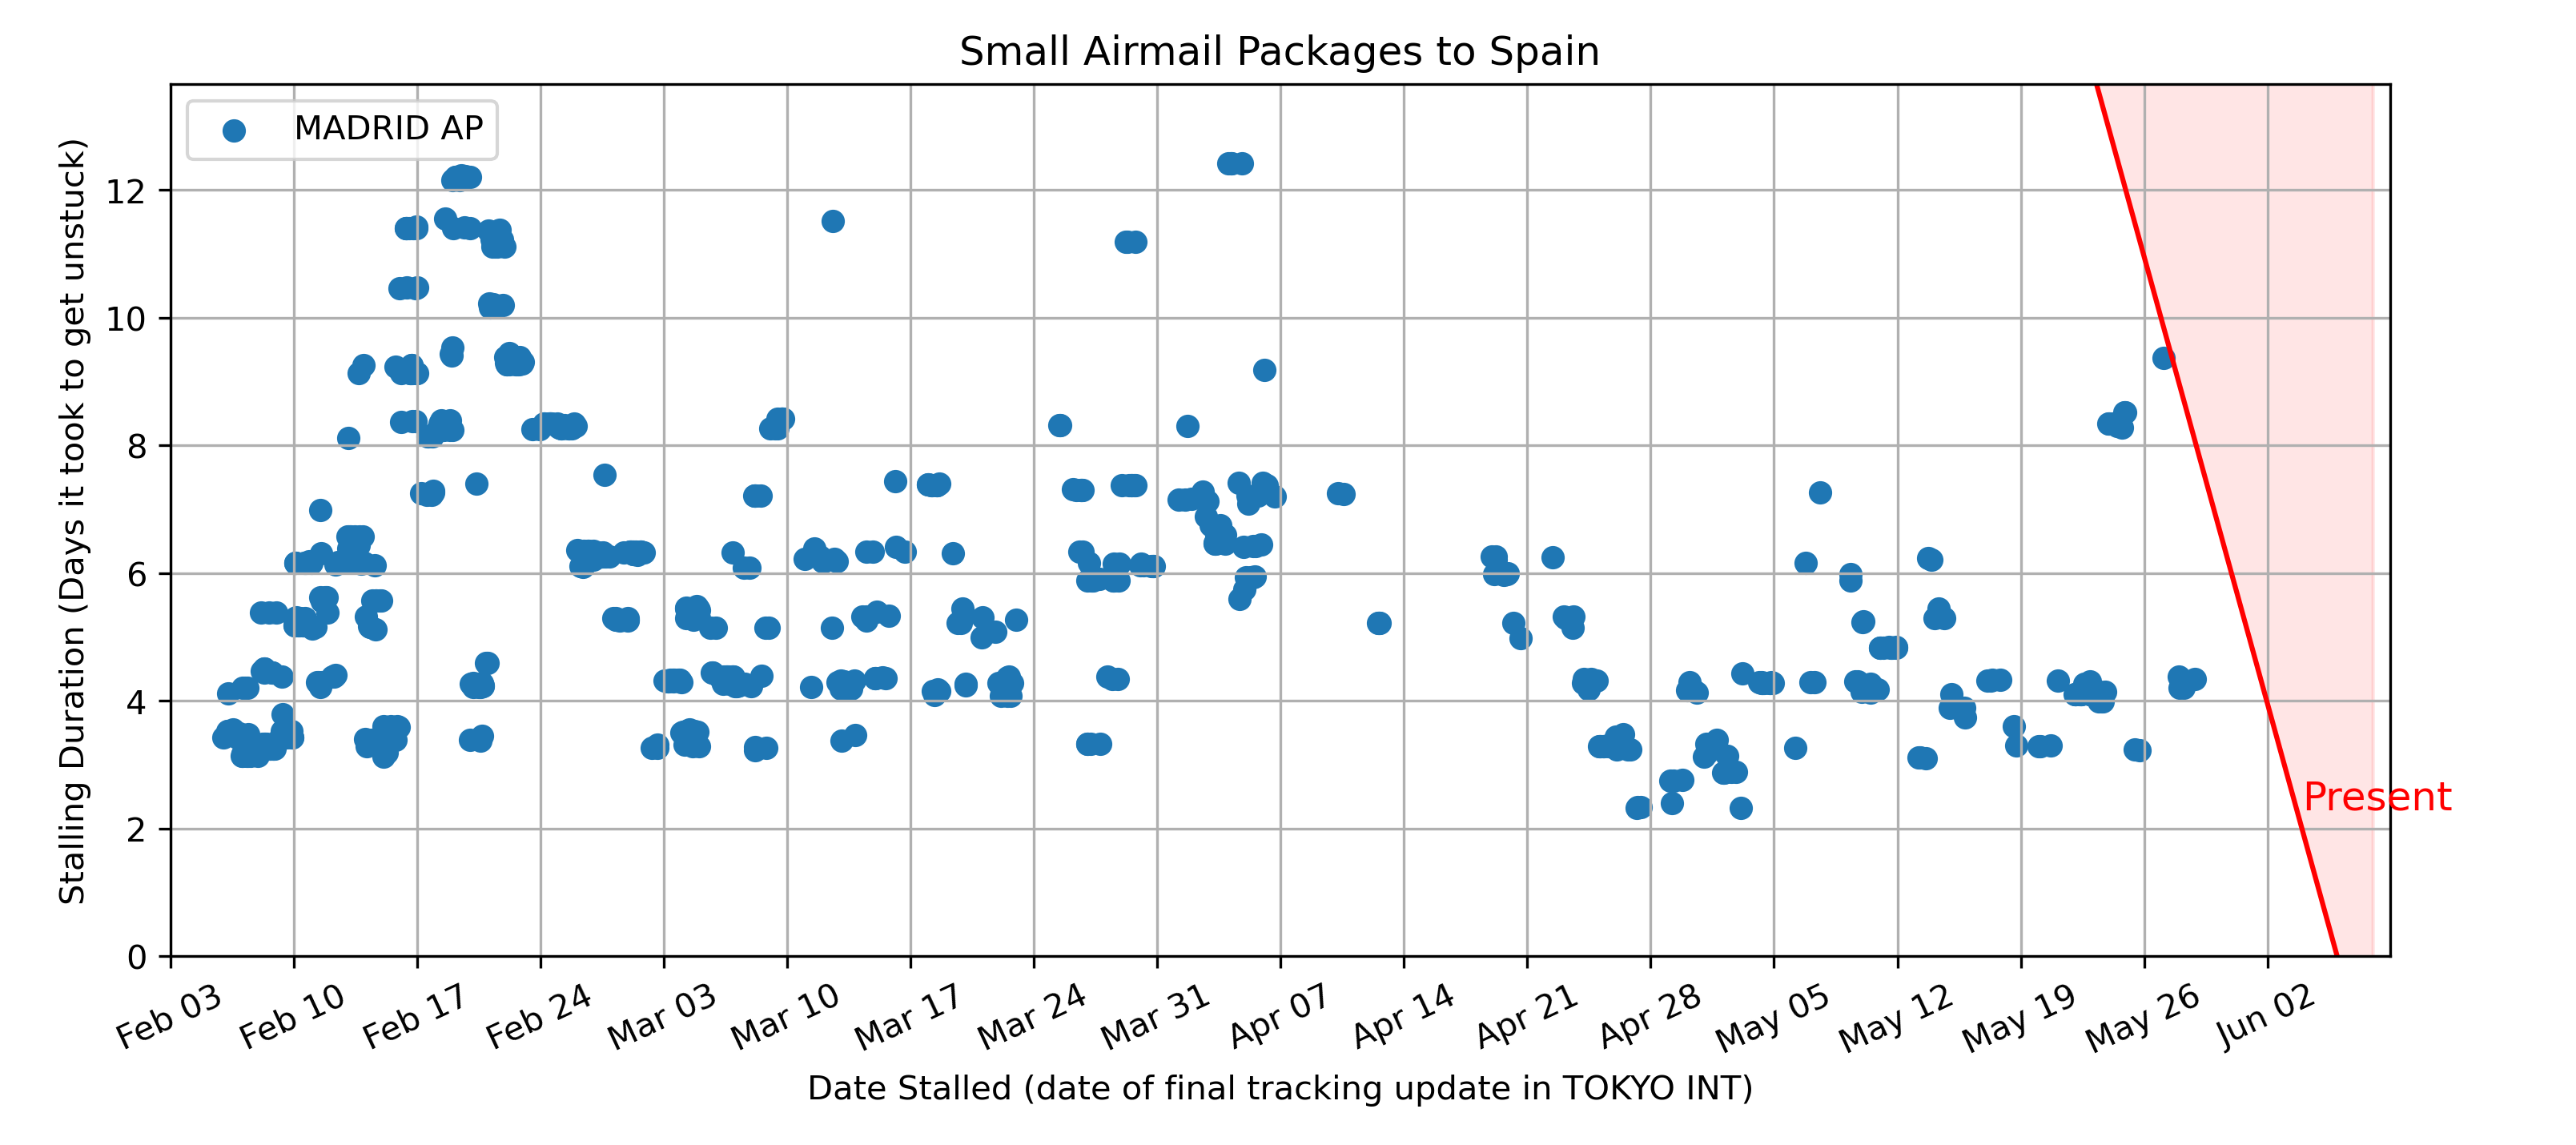 Small Airmail Packages to Spain
MADRID AP
Stalling Duration (Days it took to get unstuck)
12
10
8
6
4
2
0
Present
Feb 03
Feb 10
Feb 17
Feb 24
Mar 03
Mar 10
Mar 17
Mar 24
Mar 31
Apr 07
Apr 14
Apr 21
Apr 28
May 05
May 12
May 19
May 26
Jun 02
Date Stalled (date of final tracking update in TOKYO INT)